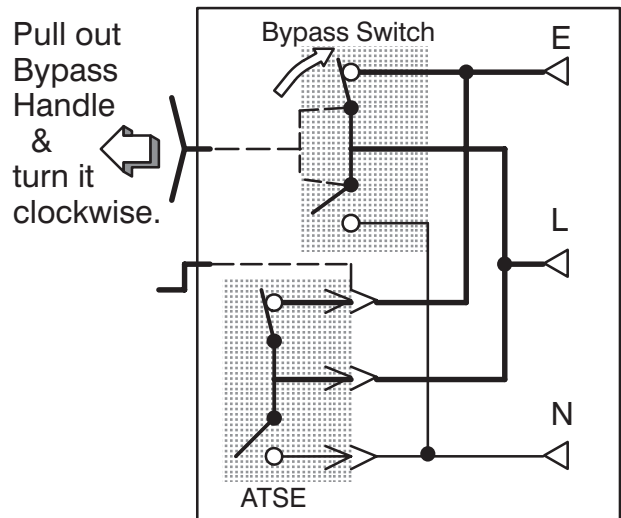 Pull out
Bypass
Handle
&
turn it
clockwise.
Bypass Switch
E
L
N
ATSE